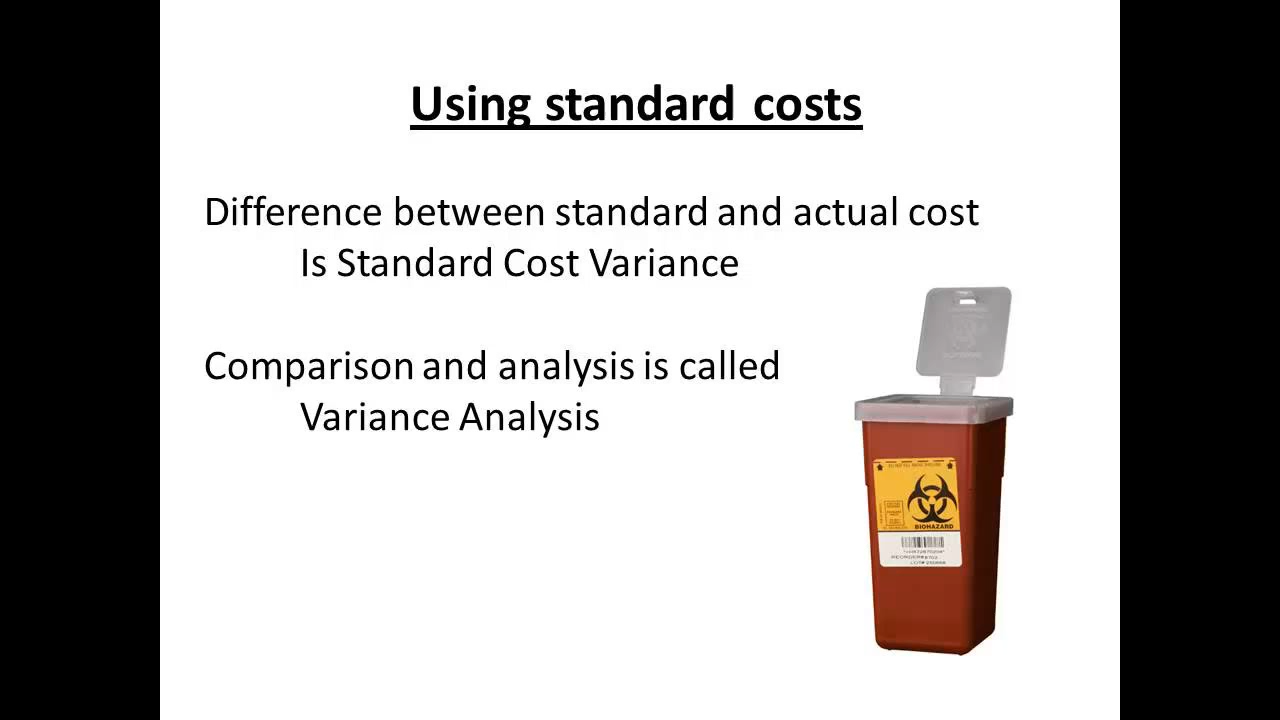 Using standard costs
Difference between standard and actual cost
Is Standard Cost Variance
Comparison and analysis is called
Variance Analysis
BIOHAZARD